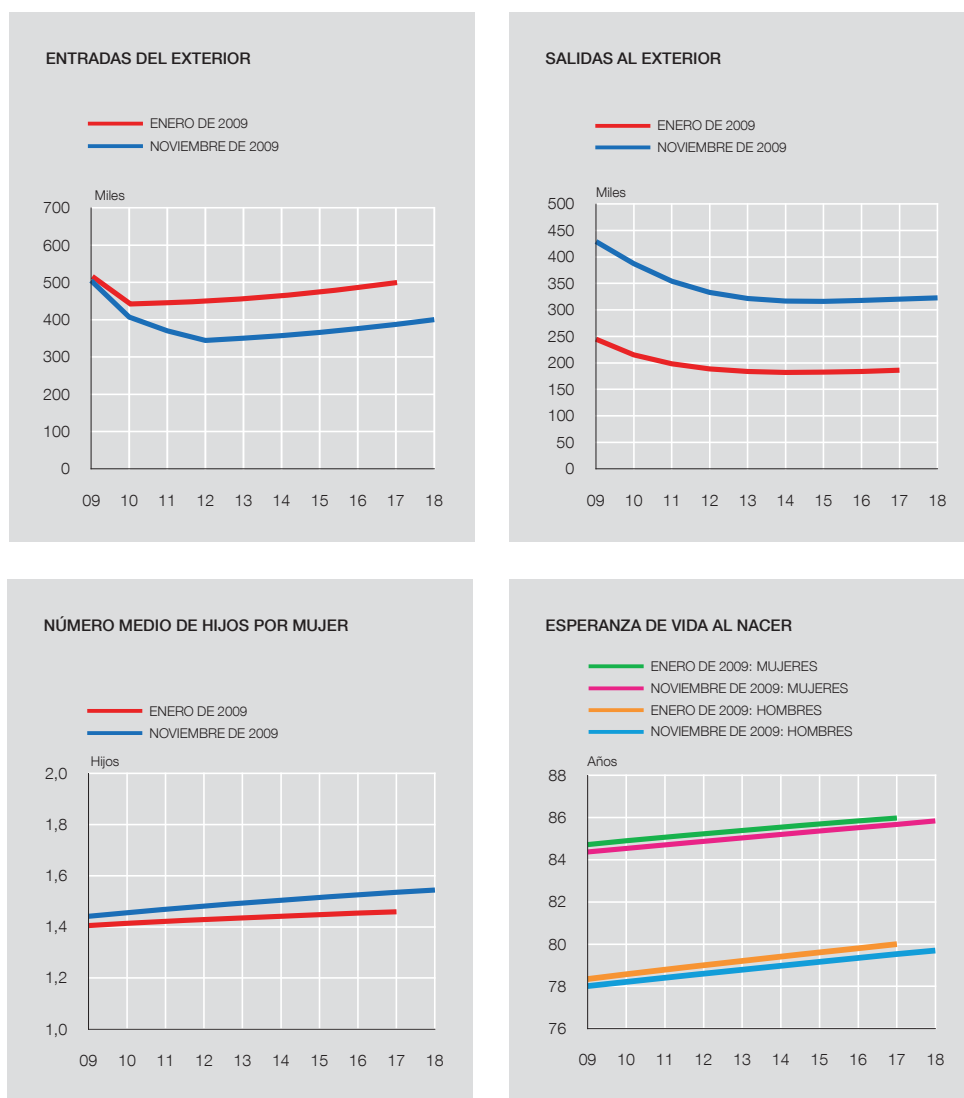 ENTRADAS DEL EXTERIOR
ENERO DE 2009
NOVIEMBRE DE 2009
Miles
700
600
500
400
300
200
100
0
09 10 11 12 13 14 15 16 17 18
SALIDAS AL EXTERIOR
ENERO DE 2009
NOVIEMBRE DE 2009
Miles
500
450
400
350
300
250
200
150
100
50
0
09 10 11 12 13 14 15 16 17 18
NÚMERO MEDIO DE HIJOS POR MUJER
ENERO DE 2009
NOVIEMBRE DE 2009
Hijos
2,0
1,8
1,6
1,4
1,2
1,0
09 10 11 12 13 14 15 16 17 18
ESPERANZA DE VIDA AL NACER
ENERO DE 2009: MUJERES
NOVIEMBRE DE 2009: MUJERES
ENERO DE 2009: HOMBRES
NOVIEMBRE DE 2009: HOMBRES
Años
88
86
84
82
80
78
76
09 10 11 12 13 14 15 16 17 18